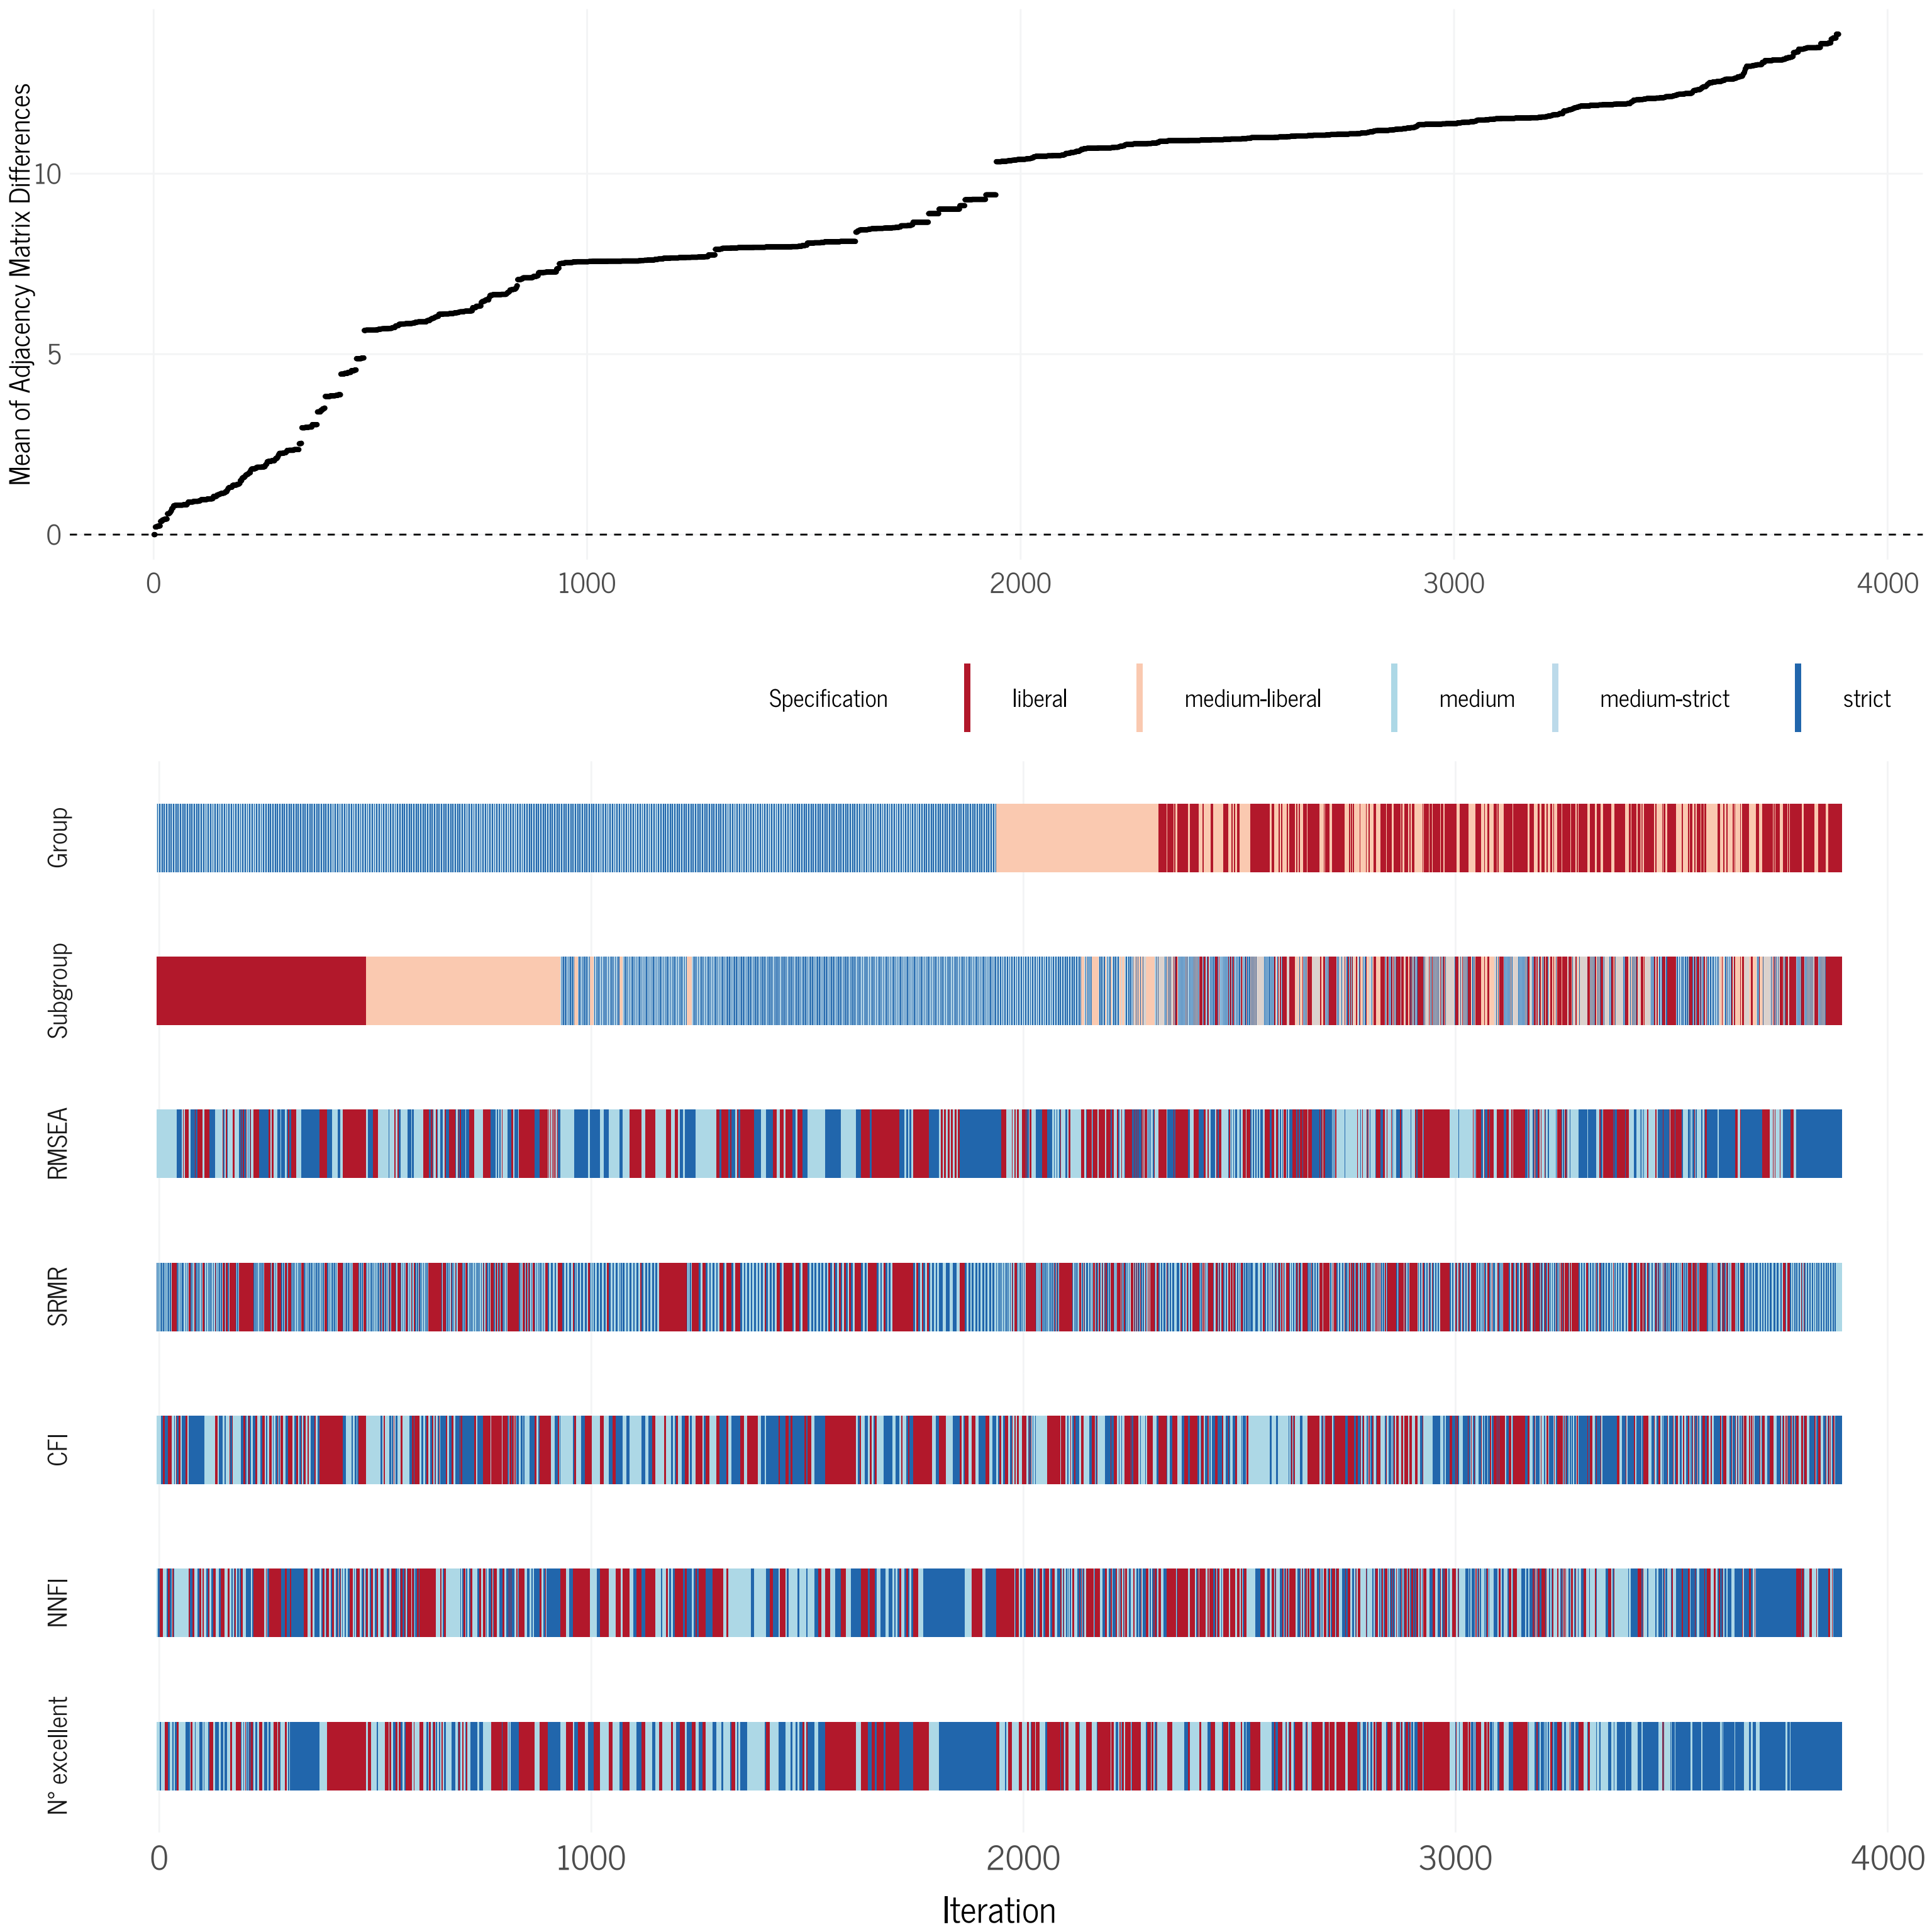 Mean of Adjacency Matrix Differences
10
5
0
0 1000 2000 3000 4000
Specification liberal medium-liberal medium medium-strict strict
Group
Subgroup
RMSEA
SRMR
CFI
NNFI
N° excellent
0 1000 2000 3000 4000
Iteration